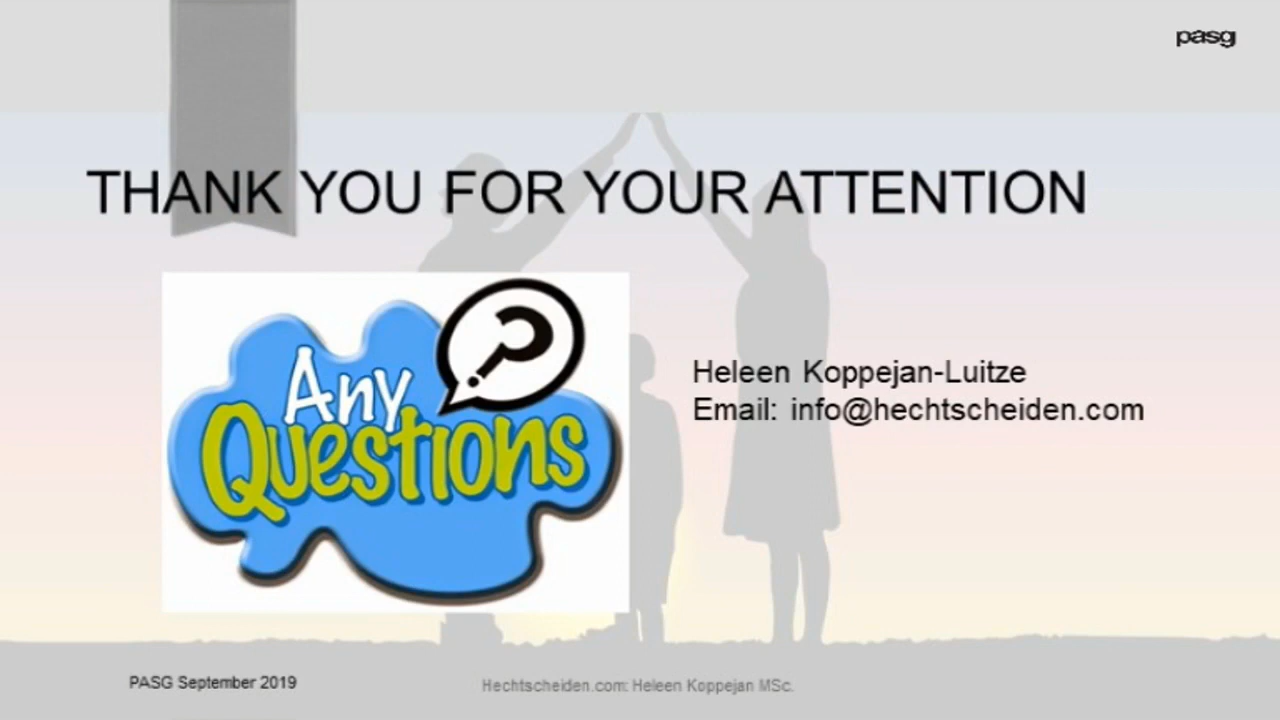 pasg
THANK YOU FOR YOUR ATTENTION
Any
Questions
?
Heleen Koppejan-Luitze
Email: info@hechtscheiden.com
PASG September 2019
Hechtscheiden.com: Heleen Koppejan MSc.